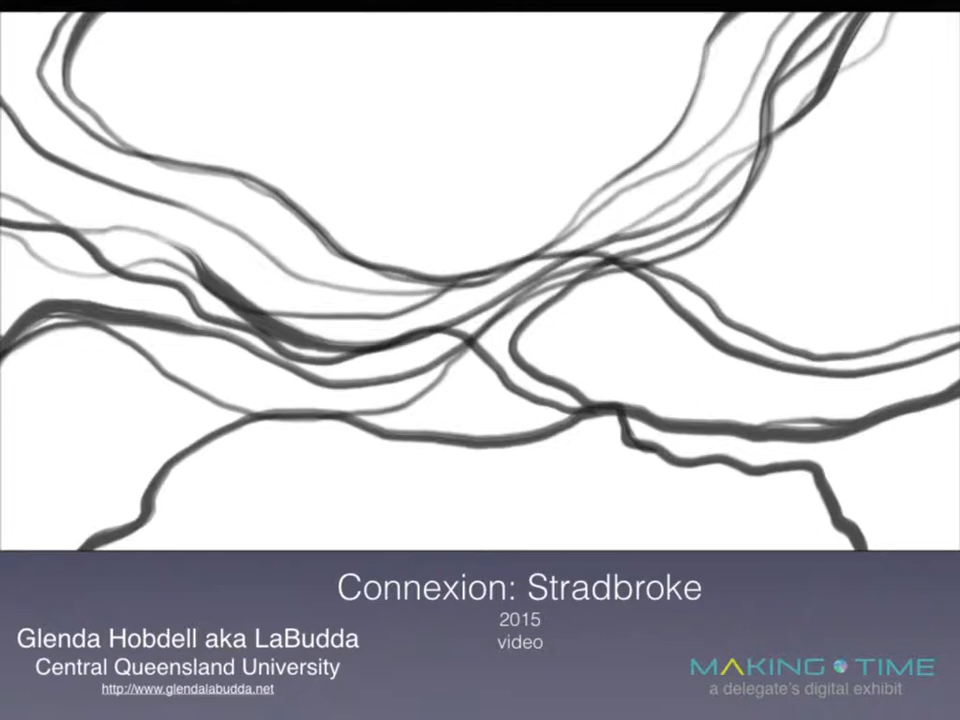 Connexion: Stradbroke
2015
video
Glenda Hobdell aka LaBudda
Central Queensland University
http://www.glendalabudda.net
MAKING TIME
a delegate's digital exhibit